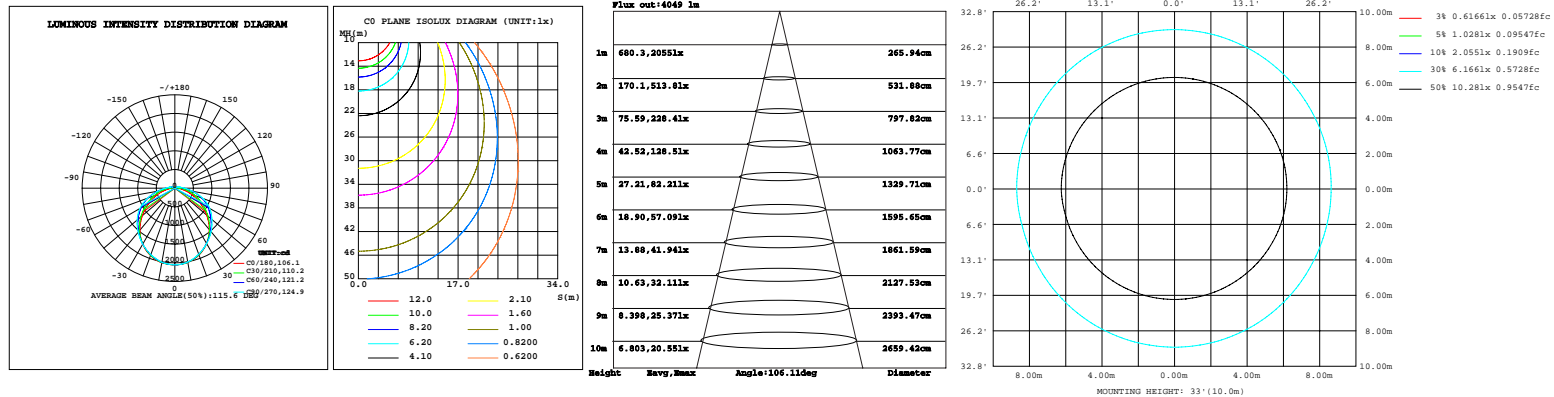 LUMINOUS INTENSITY DISTRIBUTION DIAGRAM
-/+180
-150
150
-120
120
-90
90
-60
60
-30
30
0
0
500
1000
1500
2000
2500
UNIT:cd
C0/180,106.1
C30/210,110.2
C60/240,121.2
C90/270,124.9
AVERAGE BEAM ANGLE(50%):115.6 DEG
C0 PLANE ISOLUX DIAGRAM (UNIT:lx)
MH(m)
10
14
18
22
26
30
34
38
42
46
50
0.0
17.0
34.0
S(m)
12.0
2.10
10.0
1.60
8.20
1.00
6.20
0.8200
4.10
0.6200
Flux out:4049 lm
1m 680.3,2055lx 265.94cm
2m 170.1,513.8lx 531.88cm
3m 75.59,228.4lx 797.82cm
4m 42.52,128.5lx 1063.77cm
5m 27.21,82.21lx 1329.71cm
6m 18.90,57.09lx 1595.65cm
7m 13.88,41.94lx 1861.59cm
8m 10.63,32.11lx 2127.53cm
9m 8.398,25.37lx 2393.47cm
10m 6.803,20.55lx 2659.42cm
Height Eavg,Emax Angle:106.11deg Diameter
26.2' 13.1' 0.0' 13.1' 26.2'
32.8' 10.00m
26.2' 8.00m
19.7' 6.00m
13.1' 4.00m
6.6' 2.00m
0.0' 0.00m
6.6' 2.00m
13.1' 4.00m
19.7' 6.00m
26.2' 8.00m
32.8' 10.00m
8.00m 4.00m 0.00m 4.00m 8.00m
MOUNTING HEIGHT: 33'(10.0m)
3% 0.6166lx 0.05728fc
5% 1.028lx 0.09547fc
10% 2.055lx 0.1909fc
30% 6.166lx 0.5728fc
50% 10.28lx 0.9547fc